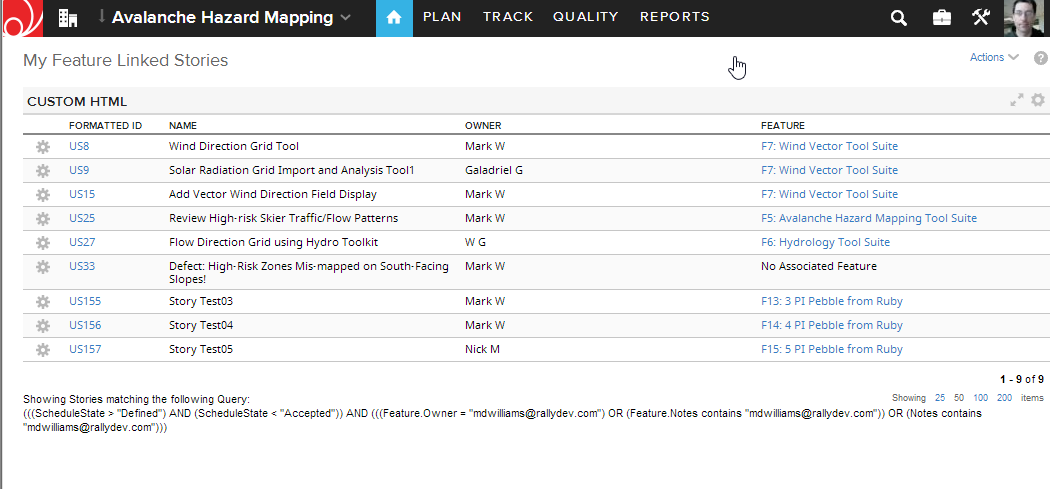 Avalanche Hazard Mapping PLAN TRACK QUALITY REPORTS
My Feature Linked Stories Actions ?
CUSTOM HTML
FORMATTED ID NAME OWNER FEATURE
US8 Wind Direction Grid Tool Mark W F7: Wind Vector Tool Suite
US9 Solar Radiation Grid Import and Analysis Tool1 Galadriel G F7: Wind Vector Tool Suite
US15 Add Vector Wind Direction Field Display Mark W F7: Wind Vector Tool Suite
US25 Review High-risk Skier Traffic/Flow Patterns Mark W F5: Avalanche Hazard Mapping Tool Suite
US27 Flow Direction Grid using Hydro Toolkit W G F6: Hydrology Tool Suite
US33 Defect: High-Risk Zones Mis-mapped on South-Facing Mark W No Associated Feature
Slopes!
US155 Story Test03 Mark W F13: 3 PI Pebble from Ruby
US156 Story Test04 Mark W F14: 4 PI Pebble from Ruby
US157 Story Test05 Nick M F15: 5 PI Pebble from Ruby
1 - 9 of 9
Showing Stories matching the following Query: Showing 25 50 100 200 items
(((ScheduleState > "Defined") AND (ScheduleState < "Accepted")) AND (((Feature.Owner = "mdwilliams@rallydev.com") OR (Feature.Notes contains "mdwilliams@rallydev.com")) OR (Notes contains
"mdwilliams@rallydev.com")))